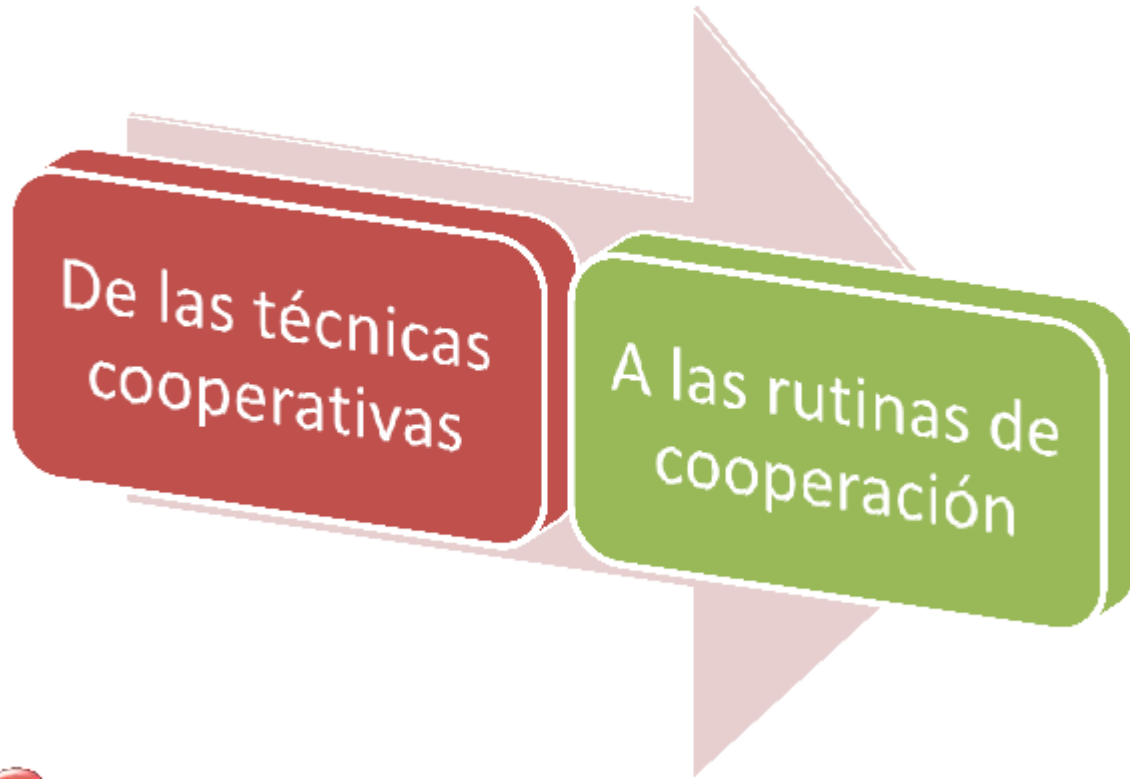 De las técnicas
cooperativas
A las rutinas de
cooperación